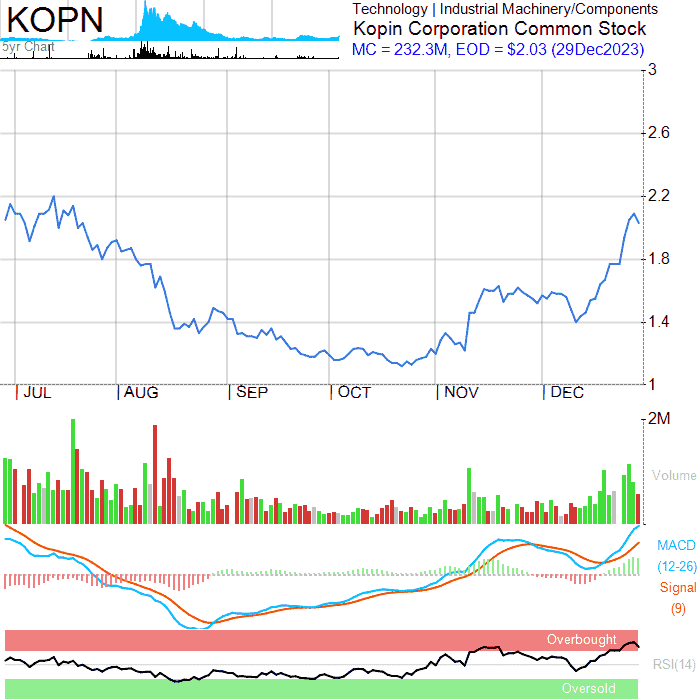 KOPN
5yr Chart
Technology | Industrial Machinery/Components
Kopin Corporation Common Stock
MC = 232.3M, EOD = $2.03 (29Dec2023)
3
2.6
2.2
1.8
1.4
1
| JUL | AUG | SEP | OCT | NOV | DEC
2M
Volume
MACD
(12-26)
Signal
(9)
Overbought
RSI(14)
Oversold